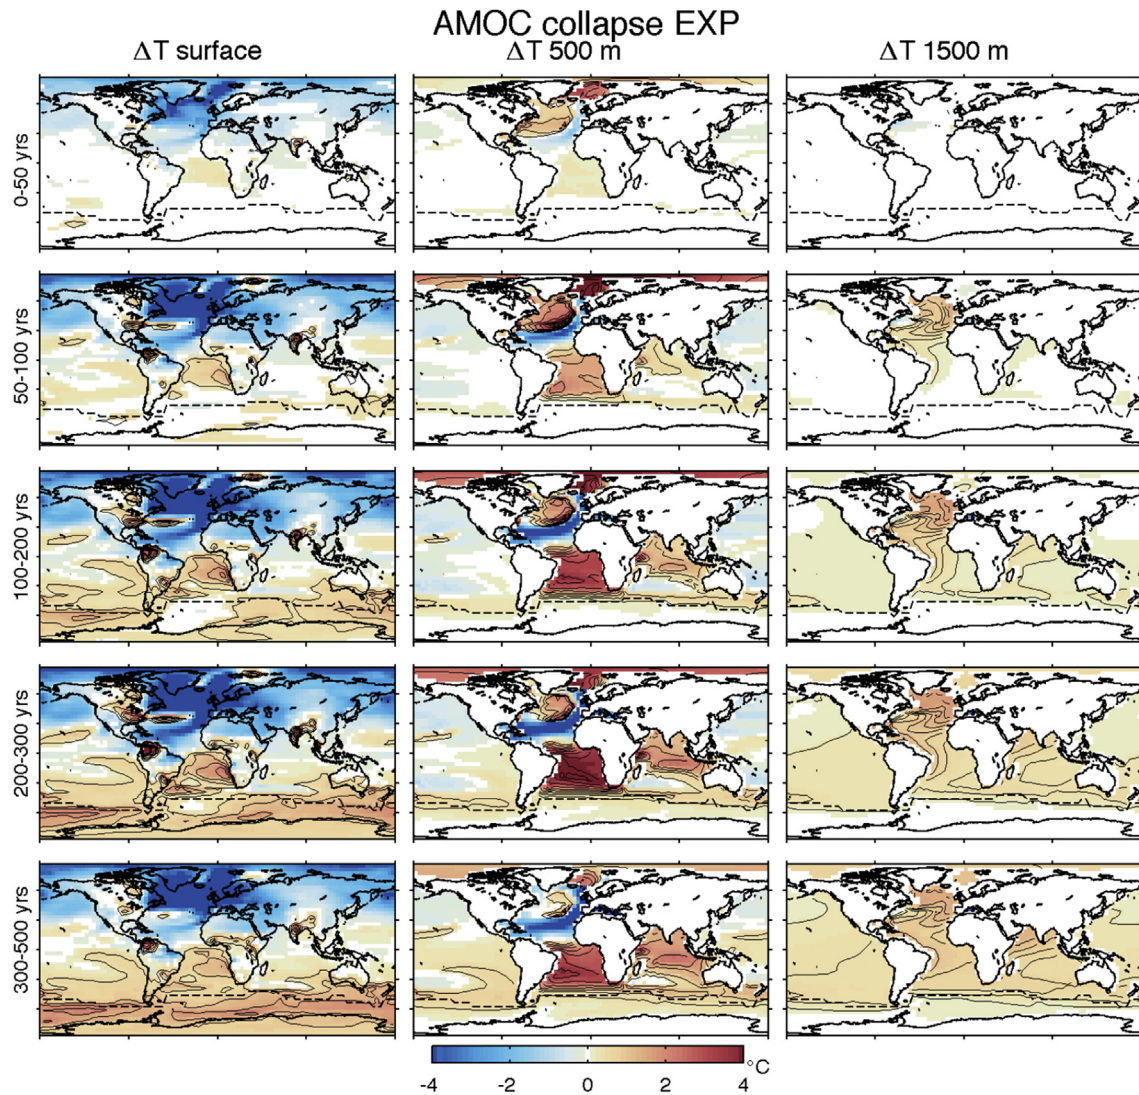 AMOC collapse EXP
ΔT surface
ΔT 500 m
ΔT 1500 m
0-50 yrs
50-100 yrs
100-200 yrs
200-300 yrs
300-500 yrs
-4
-2
0
2
4
°C